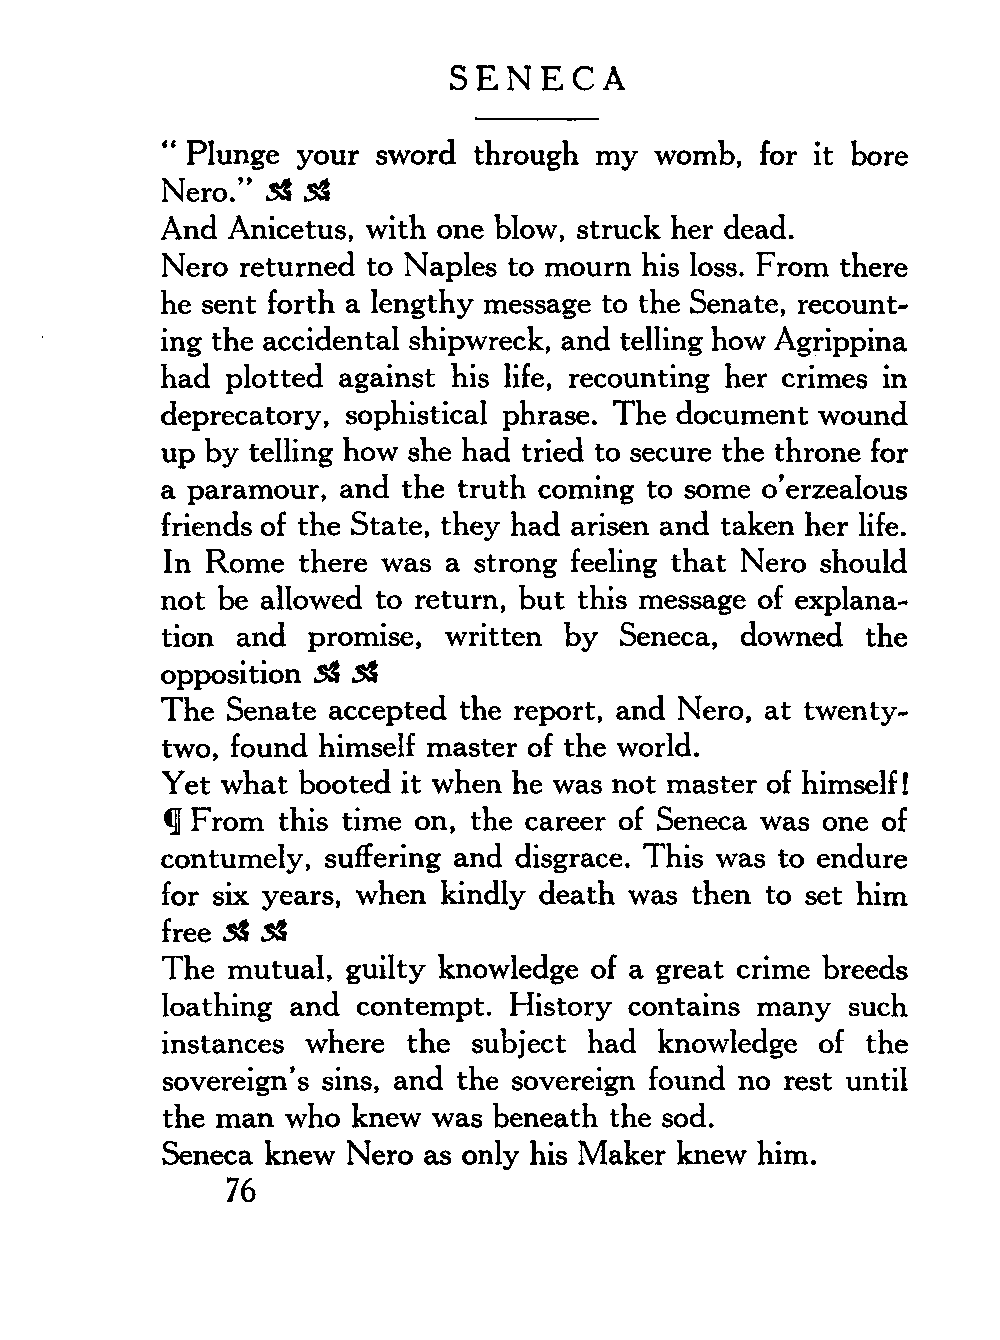 SENECA
" Plunge your sword through my womb, for it bore
Nero."
And Anicetus, with one blow, struck her dead.
Nero returned to Naples to mourn his loss. From there
he sent forth a lengthy message to the Senate, recount-
ing the accidental shipwreck, and telling how Agrippina
had plotted against his life, recounting her crimes in
deprecatory, sophistical phrase. The document wound
up by telling how she had tried to secure the throne for
a paramour, and the truth coming to some o'erzealous
friends of the State, they had arisen and taken her life.
In Rome there was a strong feeling that Nero should
not be allowed to return, but this message of explana-
tion and promise, written by Seneca, downed the
opposition
The Senate accepted the report, and Nero, at twenty-
two, found himself master of the world.
Yet what booted it when he was not master of himself!
¶ From this time on, the career of Seneca was one of
contumely, suffering and disgrace. This was to endure
for six years, when kindly death was then to set him
free
The mutual, guilty knowledge of a great crime breeds
loathing and contempt. History contains many such
instances where the subject had knowledge of the
sovereign's sins, and the sovereign found no rest until
the man who knew was beneath the sod.
Seneca knew Nero as only his Maker knew him.
76